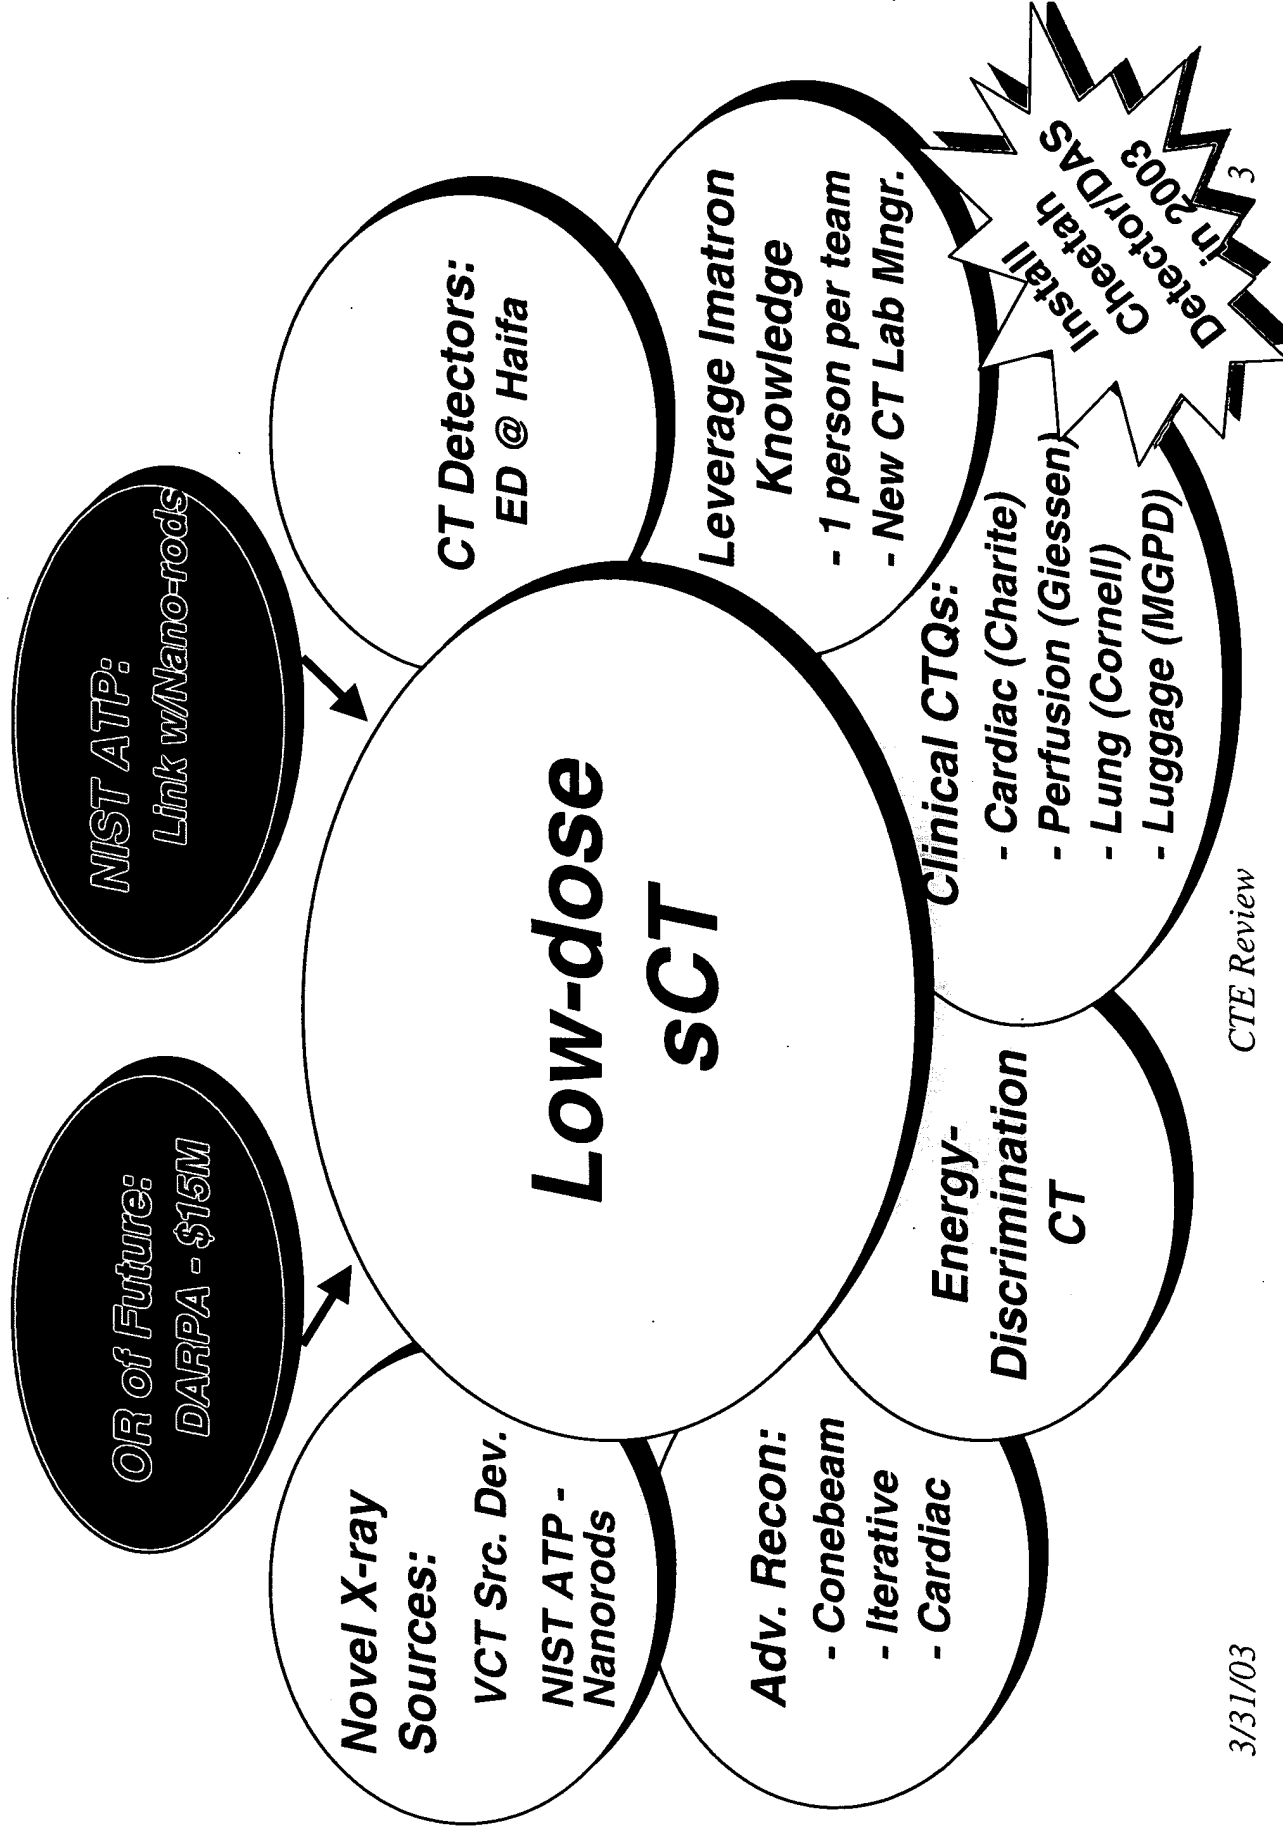 OR of Future:
DARPA - $15M
NIST ATP:
Link w/Nano-rods
Novel X-ray
Sources:
VCT Src. Dev.
NIST ATP -
Nanorods
CT Detectors:
ED @ Haifa
Low-dose
sCT
Adv. Recon:
- Conebeam
- Iterative
- Cardiac
Leverage Imatron
Knowledge
- 1 person per team
- New CT Lab Mngr.
Energy-
Discrimination
CT
Clinical CTQs:
- Cardiac (Charite)
- Perfusion (Giessen)
- Lung (Cornell)
- Luggage (MGPD)
Install
Cheetah
Detector/DAS
in 2003
3/31/03
CTE Review
3